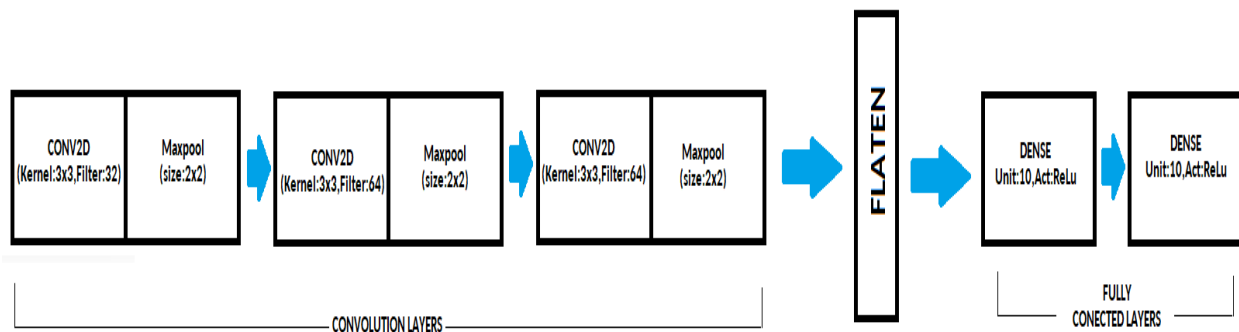 CONV2D
(Kernel:3x3,Filter:32)
Maxpool
(size:2x2)
CONV2D
(Kernel:3x3,Filter:64)
Maxpool
(size:2x2)
CONV2D
(Kernel:3x3,Filter:64)
Maxpool
(size:2x2)
FLATEN
DENSE
Unit:10,Act:ReLu
DENSE
Unit:10,Act:ReLu
CONVOLUTION LAYERS
FULLY
CONECTED LAYERS